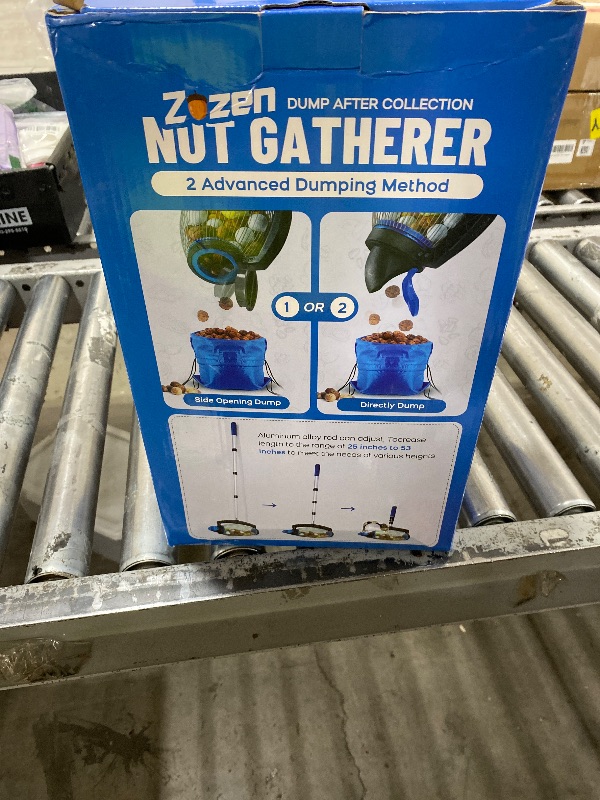 Zozen
DUMP AFTER COLLECTION
NUT GATHERER
2 Advanced Dumping Method
1 OR 2
Side Opening Dump
Directly Dump
Aluminum alloy rod can adjust
length to the range of 25 inches to 53
inches to meet the needs of various heights
INE